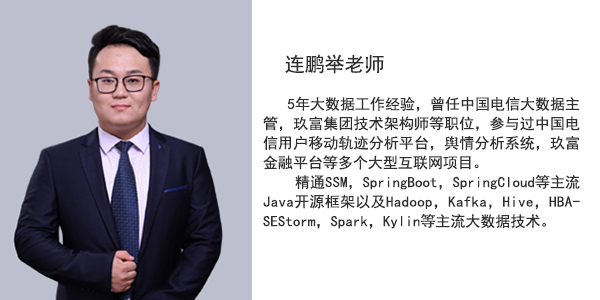 连鹏举老师
5年大数据工作经验，曾任中国电信大数据主
管，玖富集团技术架构师等职位，参与过中国电
信用户移动轨迹分析平台，舆情分析系统，玖富
金融平台等多个大型互联网项目。
精通SSM，SpringBoot，SpringCloud等主流
Java开源框架以及Hadoop，Kafka，Hive，HBA-
SEStorm，Spark，Kylin等主流大数据技术。